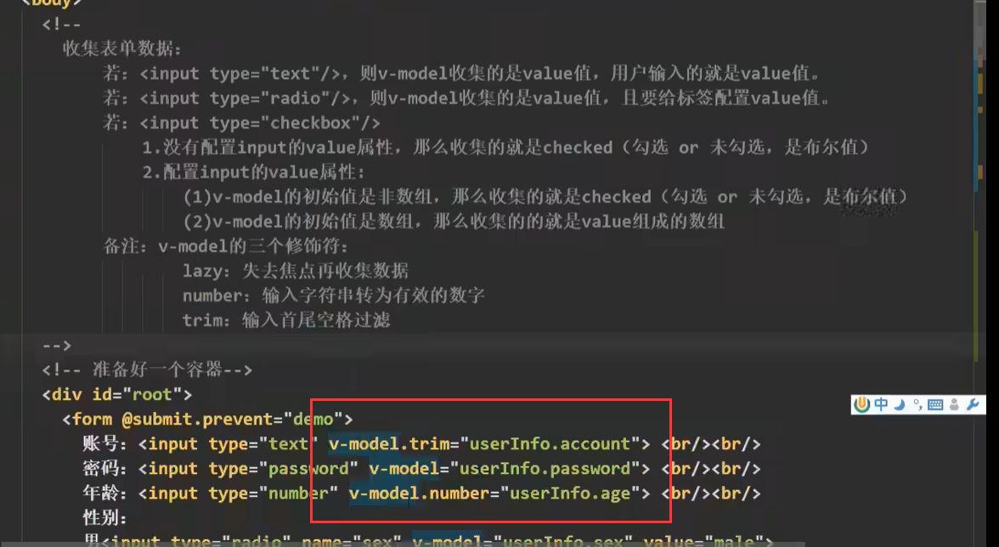 <body>
<!--
收集表单数据：
若：<input type="text"/>，则v-model收集的是value值，用户输入的就是value值。
若：<input type="radio"/>，则v-model收集的是value值，且要给标签配置value值。
若：<input type="checkbox"/>
1.没有配置input的value属性，那么收集的就是checked（勾选 or 未勾选，是布尔值）
2.配置input的value属性：
(1)v-model的初始值是非数组，那么收集的就是checked（勾选 or 未勾选，是布尔值）
(2)v-model的初始值是数组，那么收集的的就是value组成的数组
备注：v-model的三个修饰符：
lazy：失去焦点再收集数据
number：输入字符串转为有效的数字
trim：输入首尾空格过滤
-->
<!-- 准备好一个容器-->
<div id="root">
<form @submit.prevent="demo">
账号：<input type="text" v-model.trim="userInfo.account"> <br/><br/>
密码：<input type="password" v-model="userInfo.password"> <br/><br/>
年龄：<input type="number" v-model.number="userInfo.age"> <br/><br/>
性别：
男<input type="radio" name="sex" v-model="userInfo.sex" value="male">
中